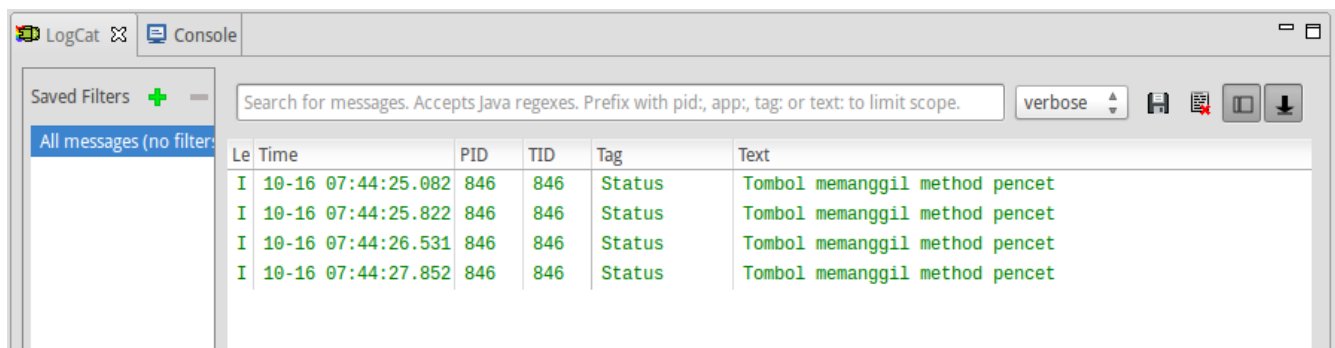 LogCat Console
Saved Filters
Search for messages. Accepts Java regexes. Prefix with pid:, app:, tag: or text: to limit scope. verbose
All messages (no filters
Le Time PID TID Tag Text
I 10-16 07:44:25.082 846 846 Status Tombol memanggil method pencet
I 10-16 07:44:25.822 846 846 Status Tombol memanggil method pencet
I 10-16 07:44:26.531 846 846 Status Tombol memanggil method pencet
I 10-16 07:44:27.852 846 846 Status Tombol memanggil method pencet